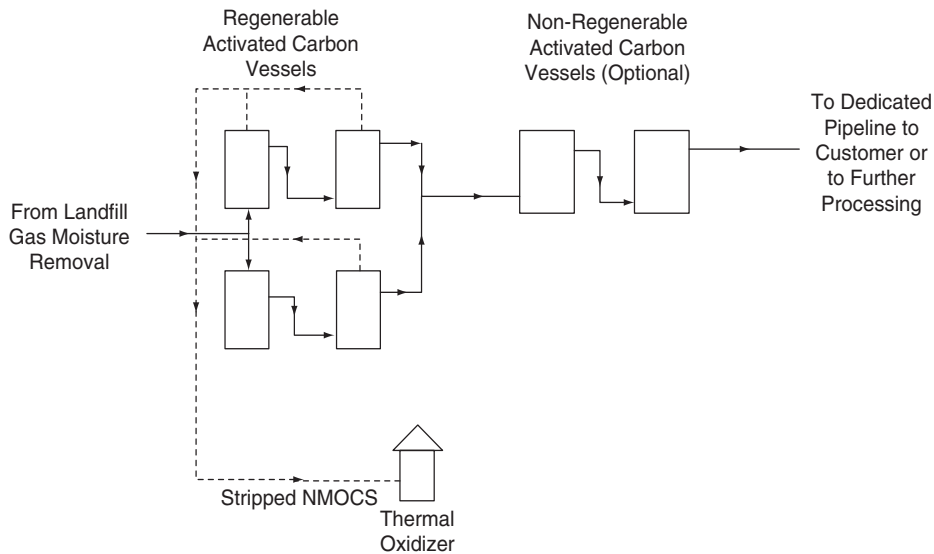 Regenerable
Activated Carbon
Vessels
Non-Regenerable
Activated Carbon
Vessels (Optional)
To Dedicated
Pipeline to
Customer or
to Further
Processing
From Landfill
Gas Moisture
Removal
Stripped NMOCS
Thermal
Oxidizer